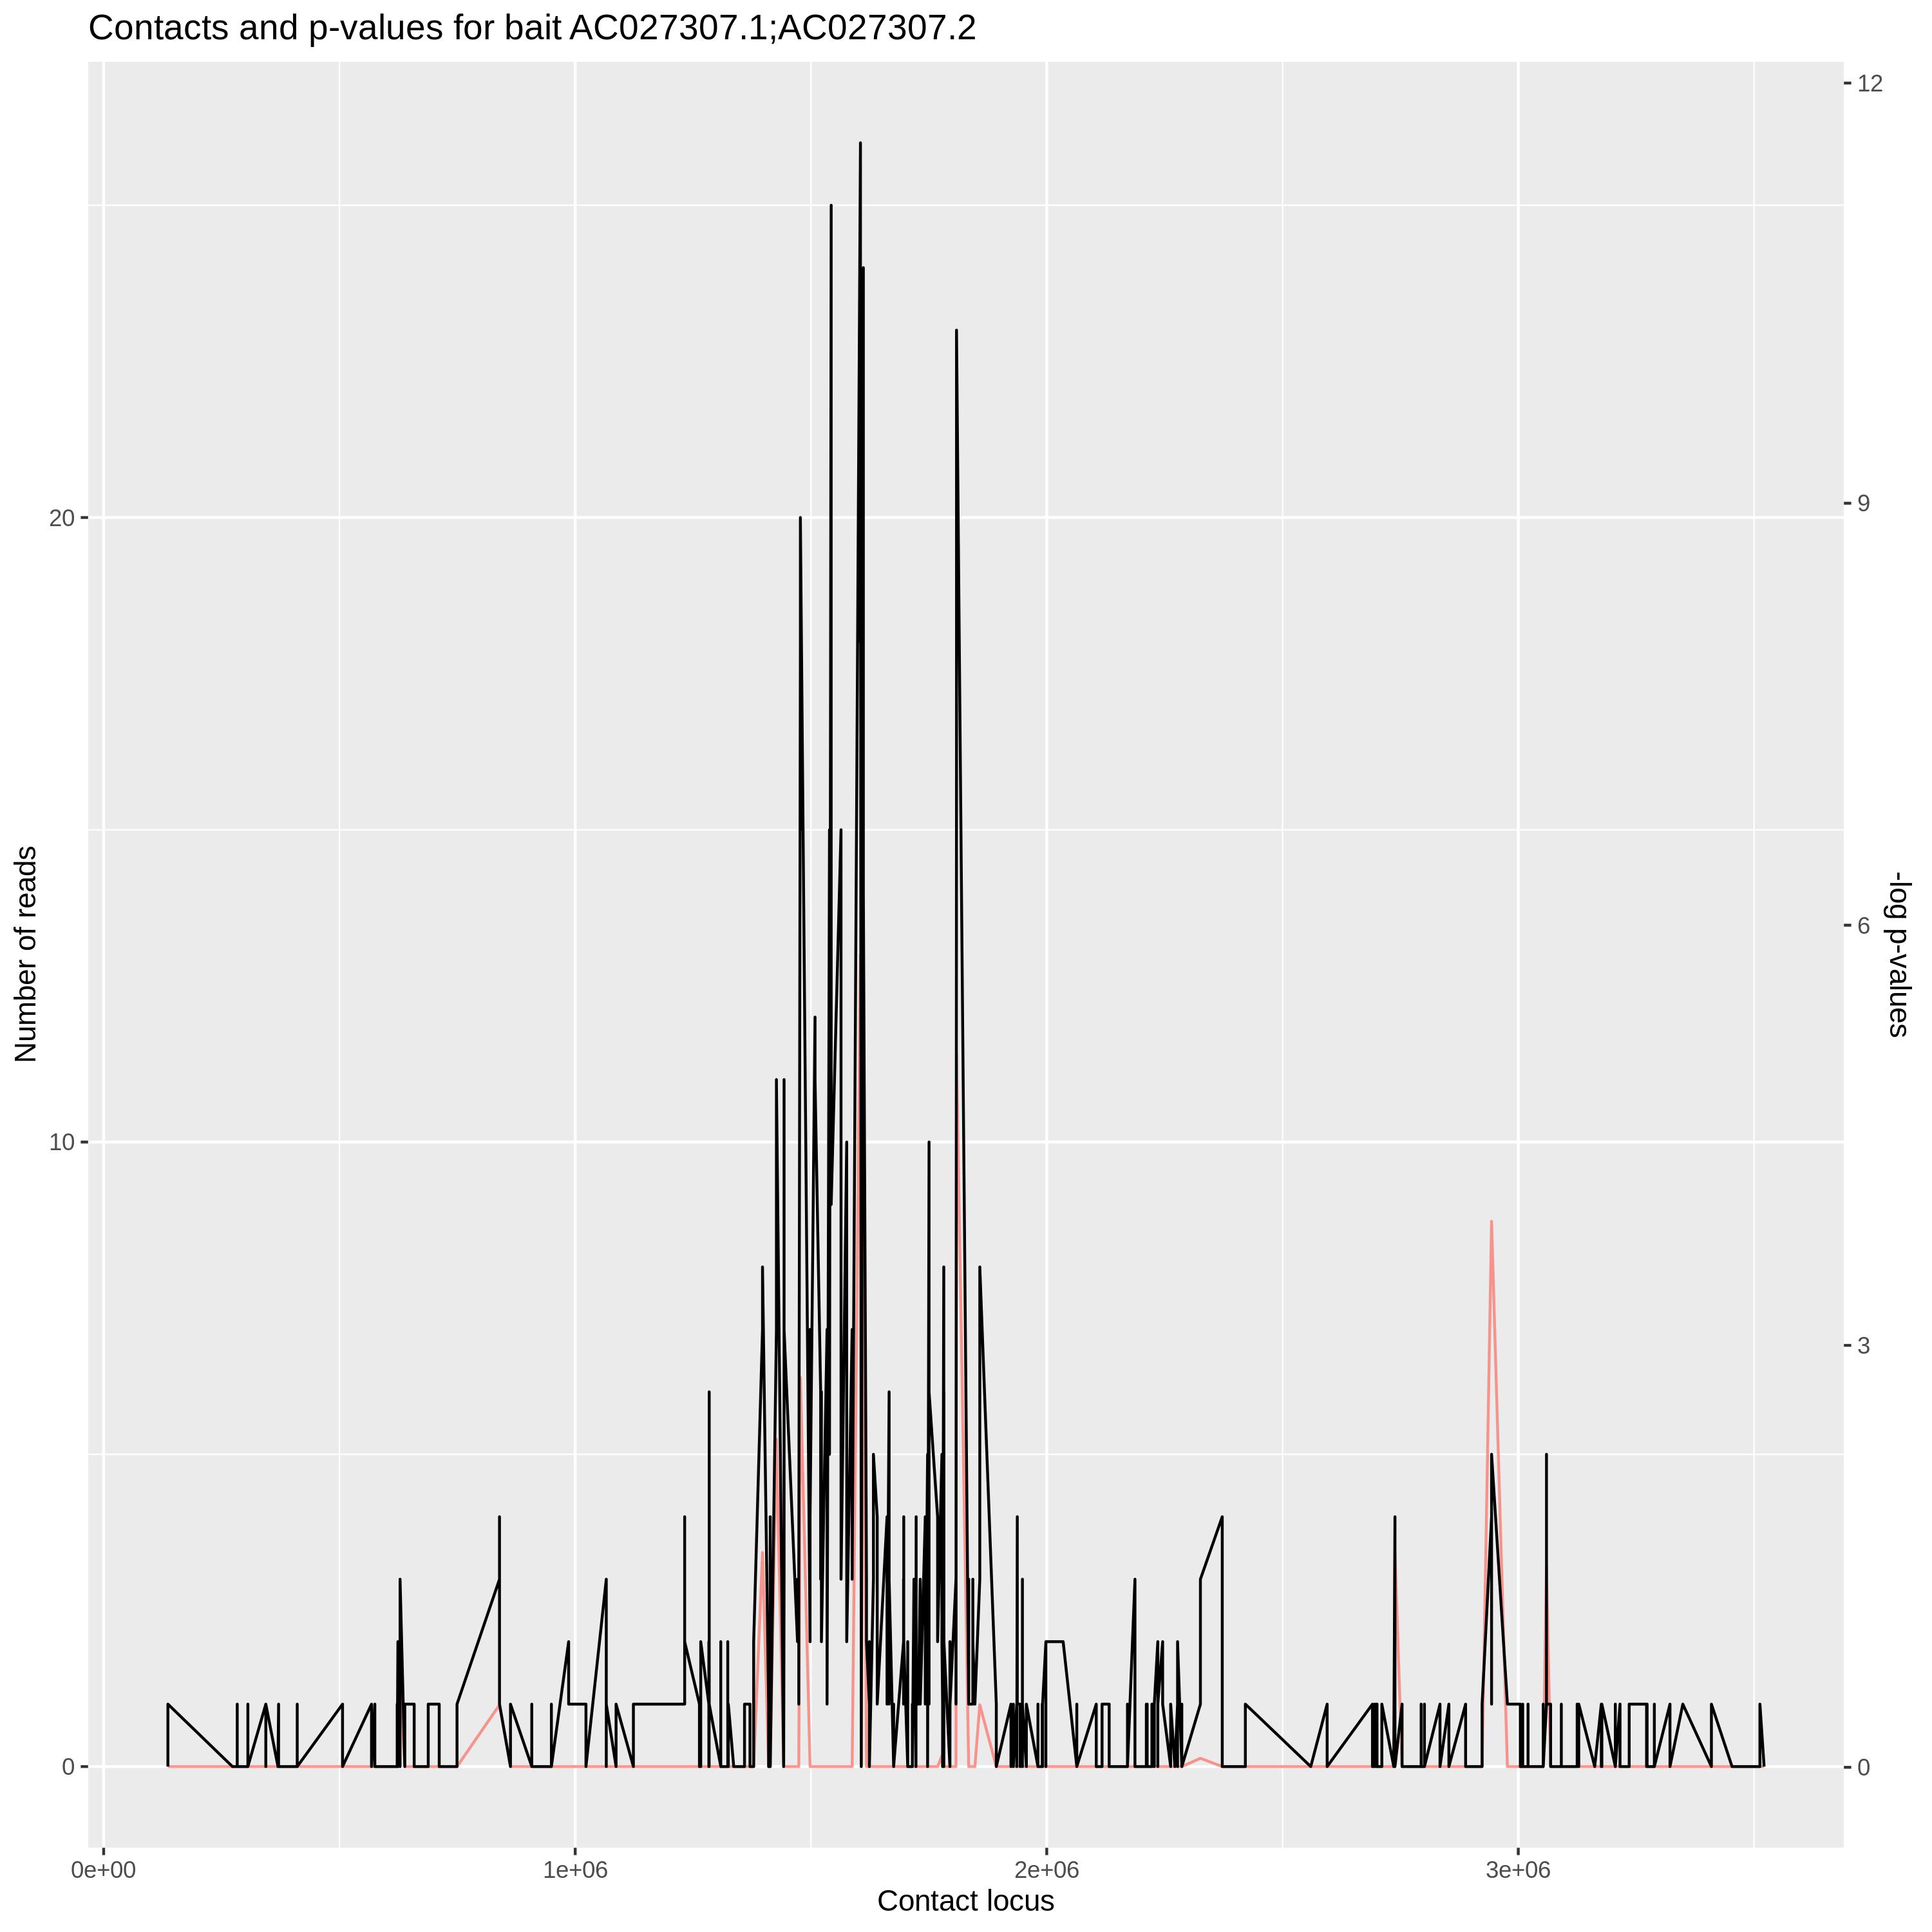 Contacts and p-values for bait AC027307.1;AC027307.2
12
20
9
Number of reads
-log p-values
6
10
3
0
0
0e+00
1e+06
2e+06
3e+06
Contact locus